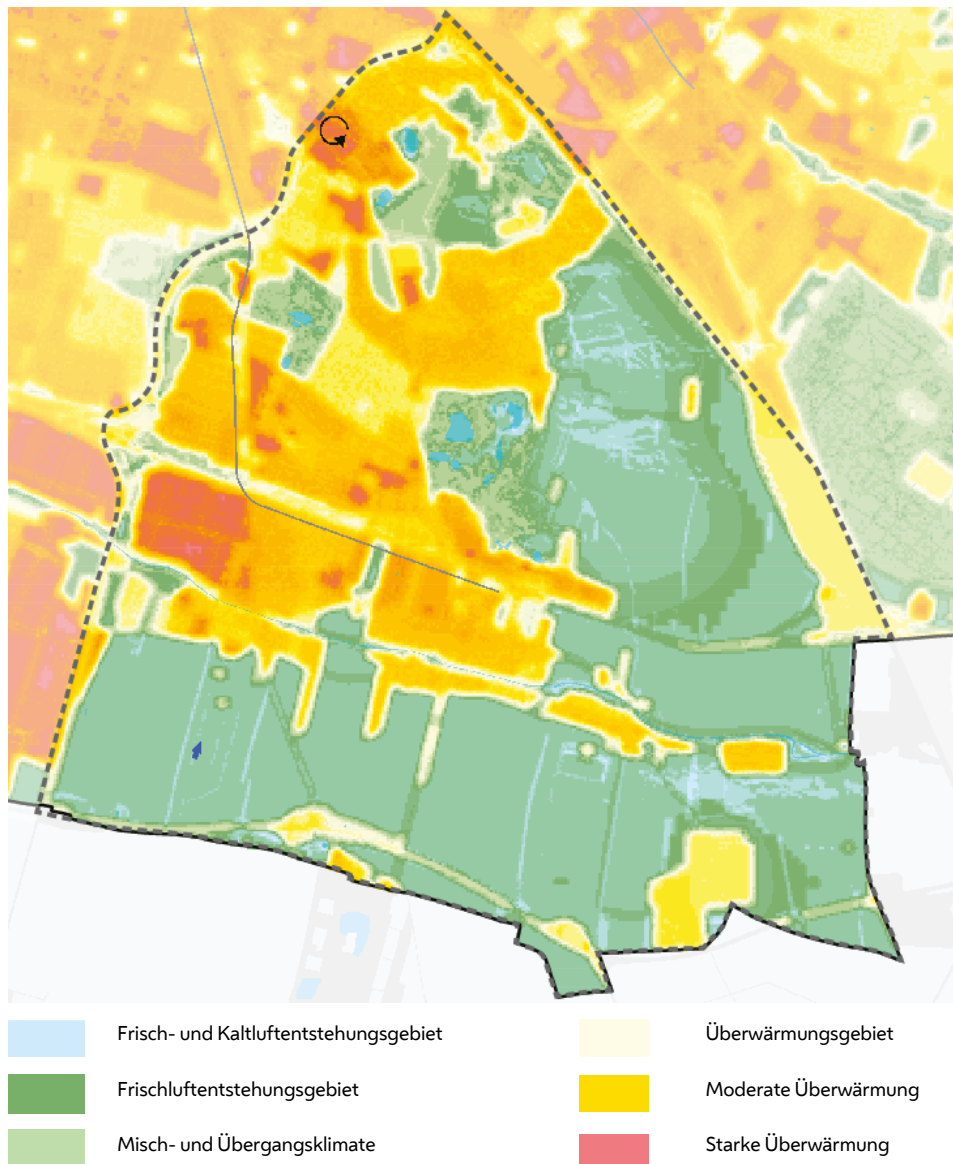 Frisch- und Kaltluftentstehungsgebiet
Frischluftentstehungsgebiet
Misch- und Übergangsklimate
Überwärmungsgebiet
Moderate Überwärmung
Starke Überwärmung